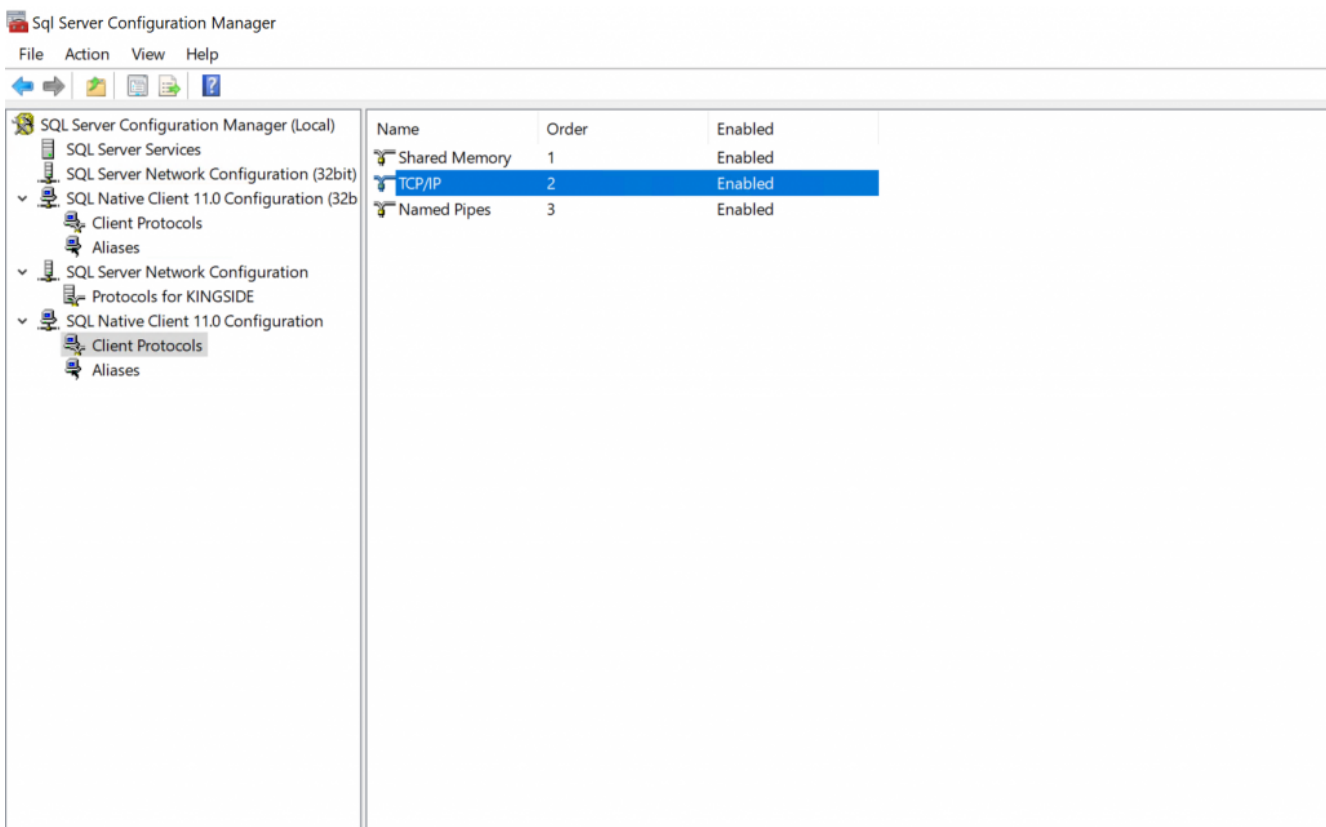 Sql Server Configuration Manager
File Action View Help
SQL Server Configuration Manager (Local)
SQL Server Services
SQL Server Network Configuration (32bit)
SQL Native Client 11.0 Configuration (32b
Client Protocols
Aliases
SQL Server Network Configuration
Protocols for KINGSIDE
SQL Native Client 11.0 Configuration
Client Protocols
Aliases
Name Order Enabled
Shared Memory 1 Enabled
TCP/IP 2 Enabled
Named Pipes 3 Enabled